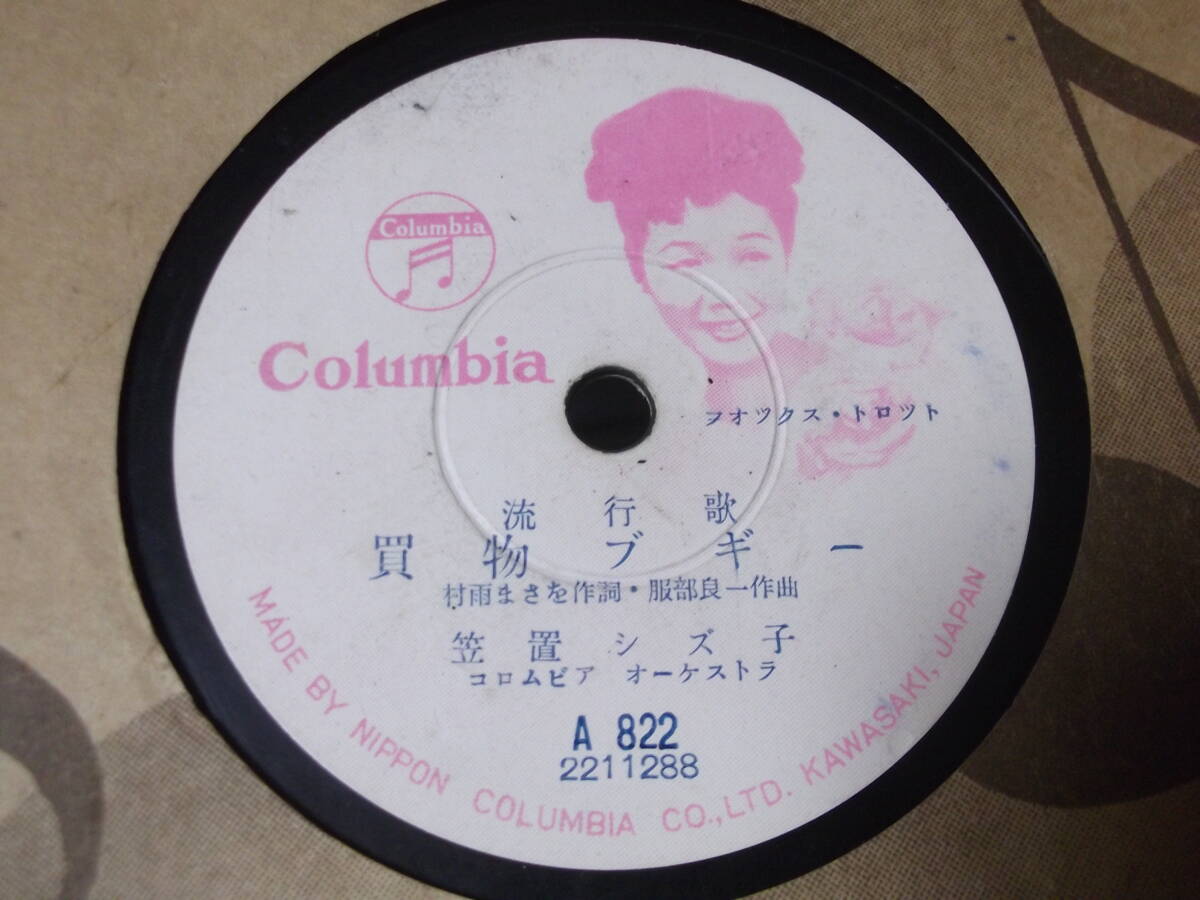 Columbia
Columbia
フオツクス・トロツト
流行歌
買物ブギー
村雨まさを作詞・服部良一作曲
笠置シズ子
コロムビア オーケストラ
A 822
2211288
MADE BY NIPPON COLUMBIA CO., LTD. KAWASAKI, JAPAN